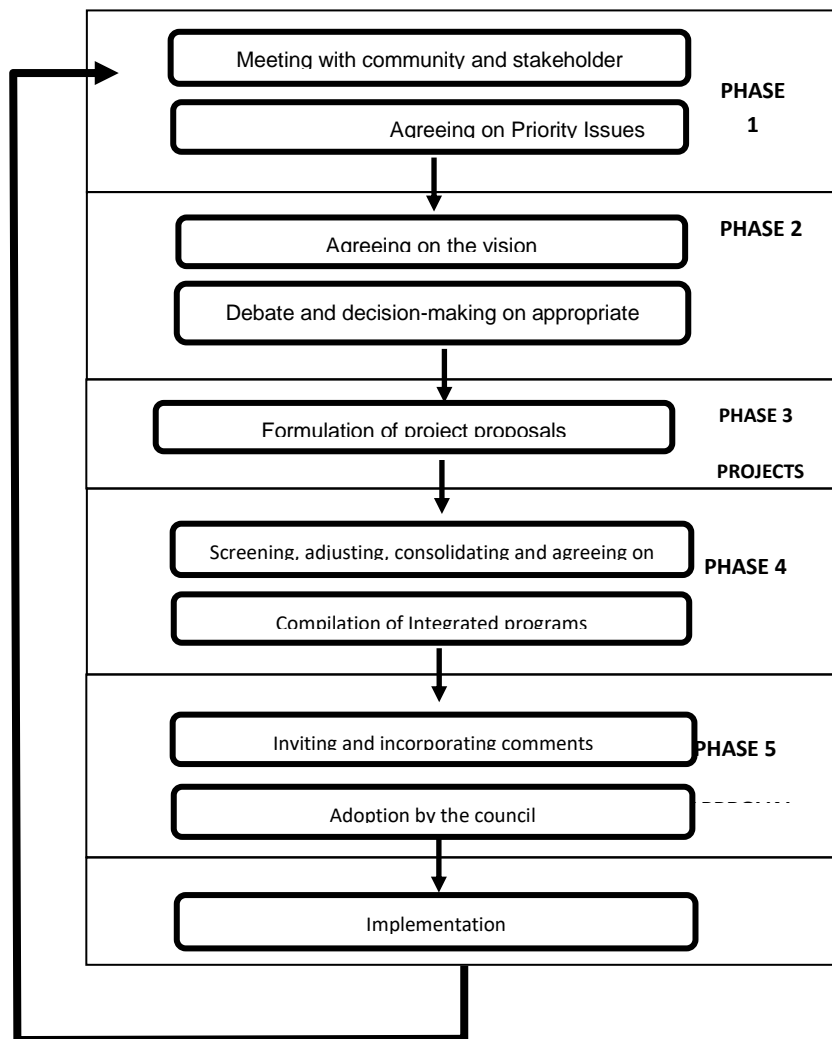 Meeting with community and stakeholder
PHASE
1
Agreeing on Priority Issues
PHASE 2
Agreeing on the vision
Debate and decision-making on appropriate
PHASE 3
Formulation of project proposals
PROJECTS
Screening, adjusting, consolidating and agreeing on
PHASE 4
Compilation of Integrated programs
Inviting and incorporating comments
PHASE 5
Adoption by the council
Implementation